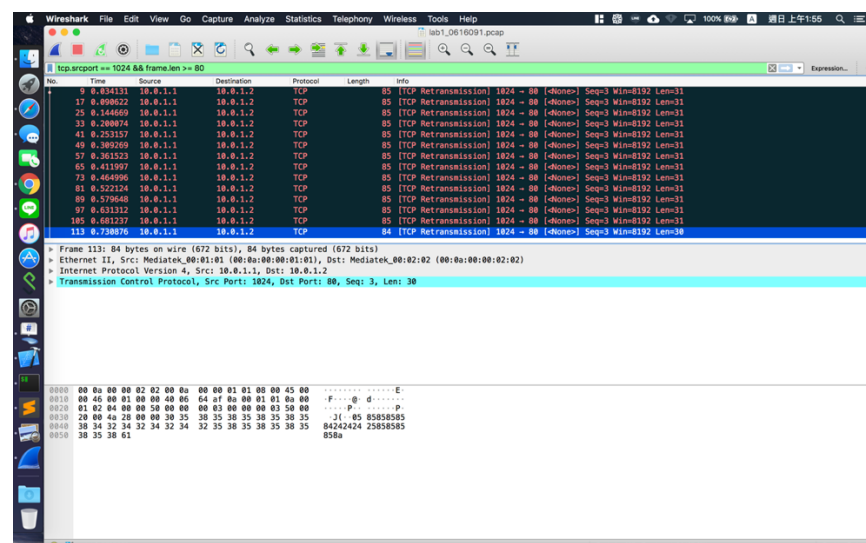 Wireshark File Edit View Go Capture Analyze Statistics Telephony Wireless Tools Help 100% A 週日上午1:55
lab1_0616091.pcap
tcp.srcport == 1024 && frame.len >= 80 Expression...
No. Time Source Destination Protocol Length Info
9 0.034131 10.0.1.1 10.0.1.2 TCP 85 [TCP Retransmission] 1024 → 80 [<None>] Seq=3 Win=8192 Len=31
17 0.090622 10.0.1.1 10.0.1.2 TCP 85 [TCP Retransmission] 1024 → 80 [<None>] Seq=3 Win=8192 Len=31
25 0.144669 10.0.1.1 10.0.1.2 TCP 85 [TCP Retransmission] 1024 → 80 [<None>] Seq=3 Win=8192 Len=31
33 0.200074 10.0.1.1 10.0.1.2 TCP 85 [TCP Retransmission] 1024 → 80 [<None>] Seq=3 Win=8192 Len=31
41 0.253157 10.0.1.1 10.0.1.2 TCP 85 [TCP Retransmission] 1024 → 80 [<None>] Seq=3 Win=8192 Len=31
49 0.309269 10.0.1.1 10.0.1.2 TCP 85 [TCP Retransmission] 1024 → 80 [<None>] Seq=3 Win=8192 Len=31
57 0.361523 10.0.1.1 10.0.1.2 TCP 85 [TCP Retransmission] 1024 → 80 [<None>] Seq=3 Win=8192 Len=31
65 0.411997 10.0.1.1 10.0.1.2 TCP 85 [TCP Retransmission] 1024 → 80 [<None>] Seq=3 Win=8192 Len=31
73 0.464996 10.0.1.1 10.0.1.2 TCP 85 [TCP Retransmission] 1024 → 80 [<None>] Seq=3 Win=8192 Len=31
81 0.522124 10.0.1.1 10.0.1.2 TCP 85 [TCP Retransmission] 1024 → 80 [<None>] Seq=3 Win=8192 Len=31
89 0.579648 10.0.1.1 10.0.1.2 TCP 85 [TCP Retransmission] 1024 → 80 [<None>] Seq=3 Win=8192 Len=31
97 0.631312 10.0.1.1 10.0.1.2 TCP 85 [TCP Retransmission] 1024 → 80 [<None>] Seq=3 Win=8192 Len=31
105 0.681237 10.0.1.1 10.0.1.2 TCP 85 [TCP Retransmission] 1024 → 80 [<None>] Seq=3 Win=8192 Len=31
113 0.730876 10.0.1.1 10.0.1.2 TCP 84 [TCP Retransmission] 1024 → 80 [<None>] Seq=3 Win=8192 Len=30
Frame 113: 84 bytes on wire (672 bits), 84 bytes captured (672 bits)
Ethernet II, Src: Mediatek_00:01:01 (00:0a:00:00:01:01), Dst: Mediatek_00:02:02 (00:0a:00:00:02:02)
Internet Protocol Version 4, Src: 10.0.1.1, Dst: 10.0.1.2
Transmission Control Protocol, Src Port: 1024, Dst Port: 80, Seq: 3, Len: 30
0000 00 0a 00 00 02 02 00 0a 00 00 01 01 08 00 45 00 ········ ······E·
0010 00 46 00 01 00 00 40 06 64 af 0a 00 01 01 0a 00 ·F····@· d·······
0020 01 02 04 00 00 50 00 00 00 03 00 00 00 03 50 00 ·····P·· ······P·
0030 20 00 4a 28 00 00 30 35 38 35 38 35 38 35 38 35 ·J(··05 85858585
0040 38 34 32 34 32 34 32 34 32 35 38 35 38 35 38 35 84242424 25858585
0050 38 35 38 61 858a